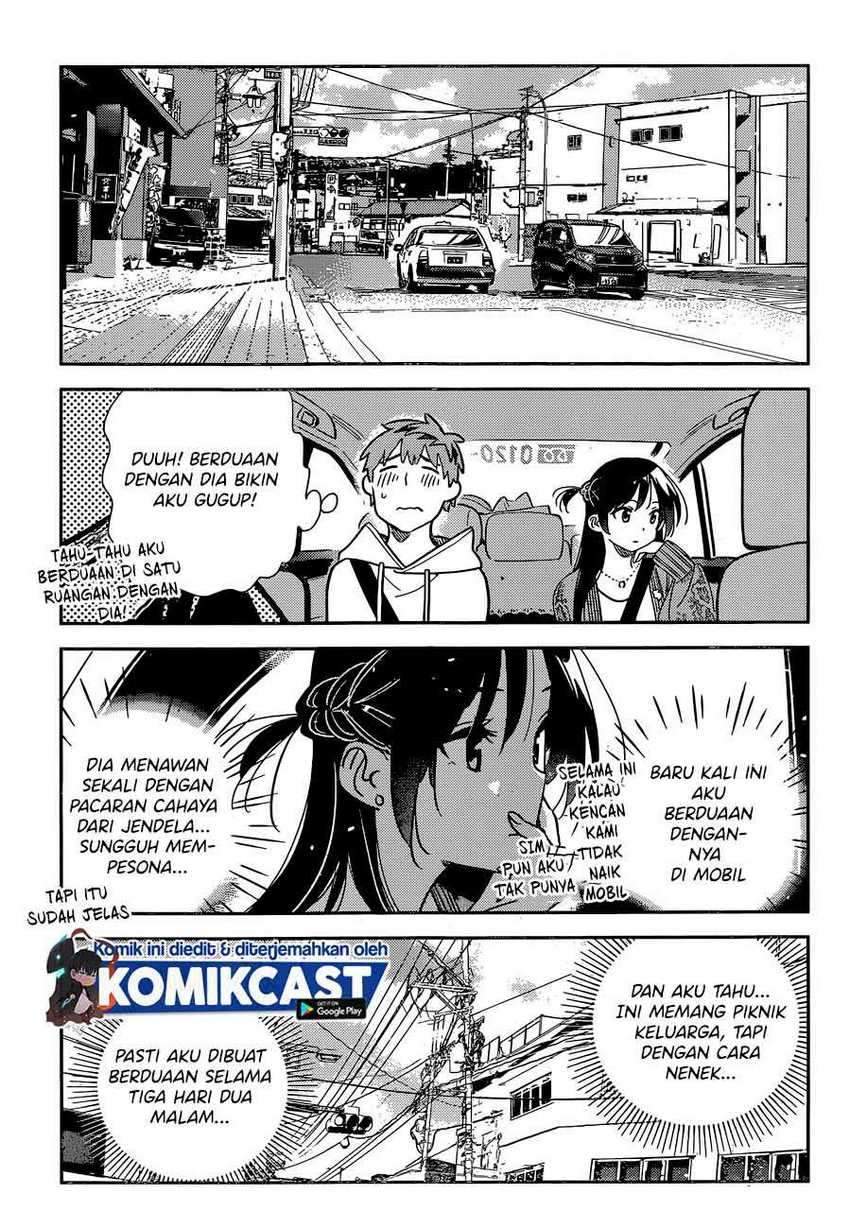 DUUH! BERDUAAN
DENGAN DIA BIKIN
AKU GUGUP!
TAHU-TAHU AKU
BERDUAAN DI SATU
RUANGAN DENGAN
DIA!
0120-
BARU KALI INI
AKU
BERDUAAN
DENGAN-
NYA
DI MOBIL
SELAMA INI
KALAU
KENCAN
KAMI
TIDAK
NAIK
MOBIL
SIM
PUN AKU
TAK PUNYA
DIA MENAWAN
SEKALI DENGAN
PACARAN CAHAYA
DARI JENDELA...
SUNGGUH MEM-
PESONA...
TAPI ITU
SUDAH JELAS
Komik ini diedit & diterjemahkan oleh
KOMIKCAST
GET IT ON
Google Play
DAN AKU TAHU...
INI MEMANG PIKNIK
KELUARGA, TAPI
DENGAN CARA
NENEK...
PASTI AKU DIBUAT
BERDUAAN SELAMA
TIGA HARI DUA
MALAM...